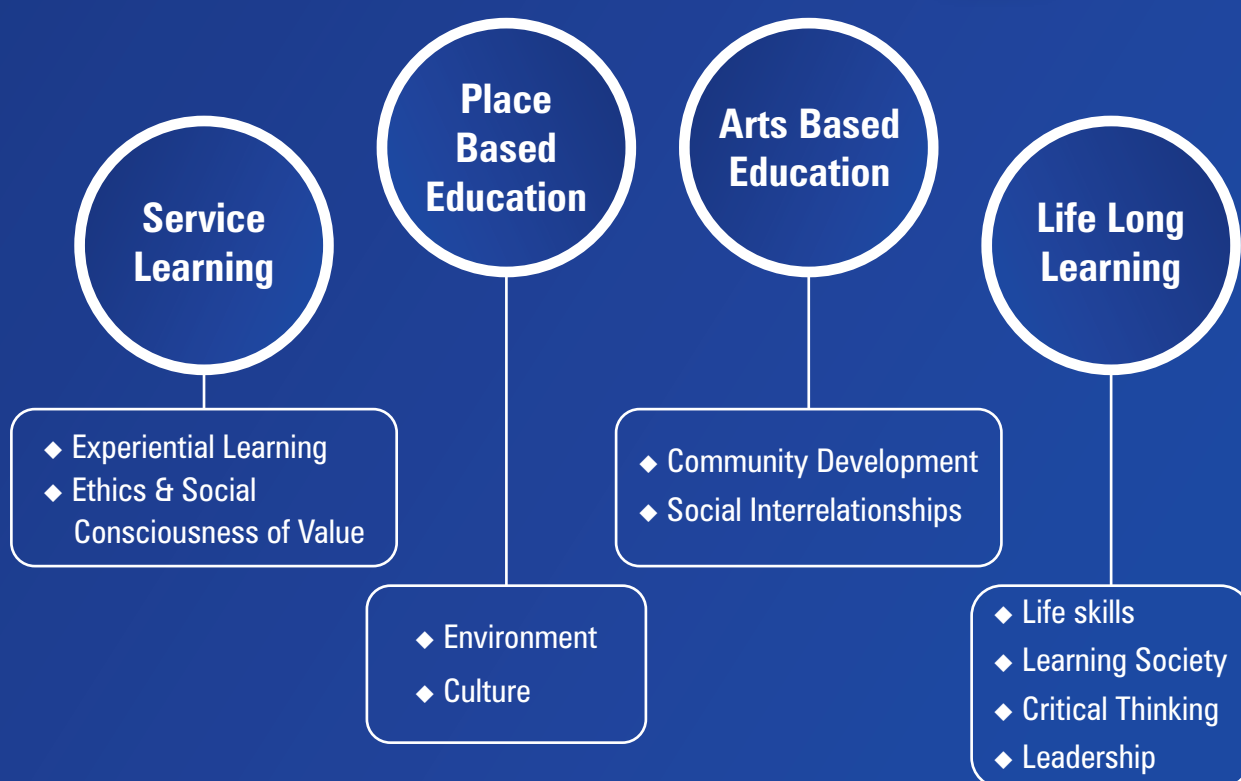 Service
Learning
◆ Experiential Learning
◆ Ethics & Social
Consciousness of Value
Place
Based
Education
◆ Environment
◆ Culture
Arts Based
Education
◆ Community Development
◆ Social Interrelationships
Life Long
Learning
◆ Life skills
◆ Learning Society
◆ Critical Thinking
◆ Leadership